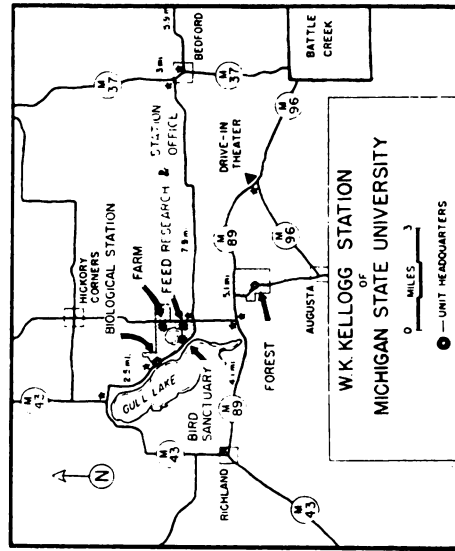 M 43
HICKORY
CORNERS
BIOLOGICAL STATION
FARM
FEED RESEARCH &
STATION
OFFICE
M 37
3 mi.
5.9 m
BEDFORD
M 37
2.9 mi.
7.9 m
GULL LAKE
BIRD
SANCTUARY
M 43
RICHLAND
M 89
4.1 mi.
M 43
FOREST
5.1 mi.
M 89
DRIVE-IN
THEATER
M 96
M 96
BATTLE
CREEK
AUGUSTA
N
W.K. KELLOGG STATION
OF
MICHIGAN STATE UNIVERSITY
0 MILES 3
— UNIT HEADQUARTERS